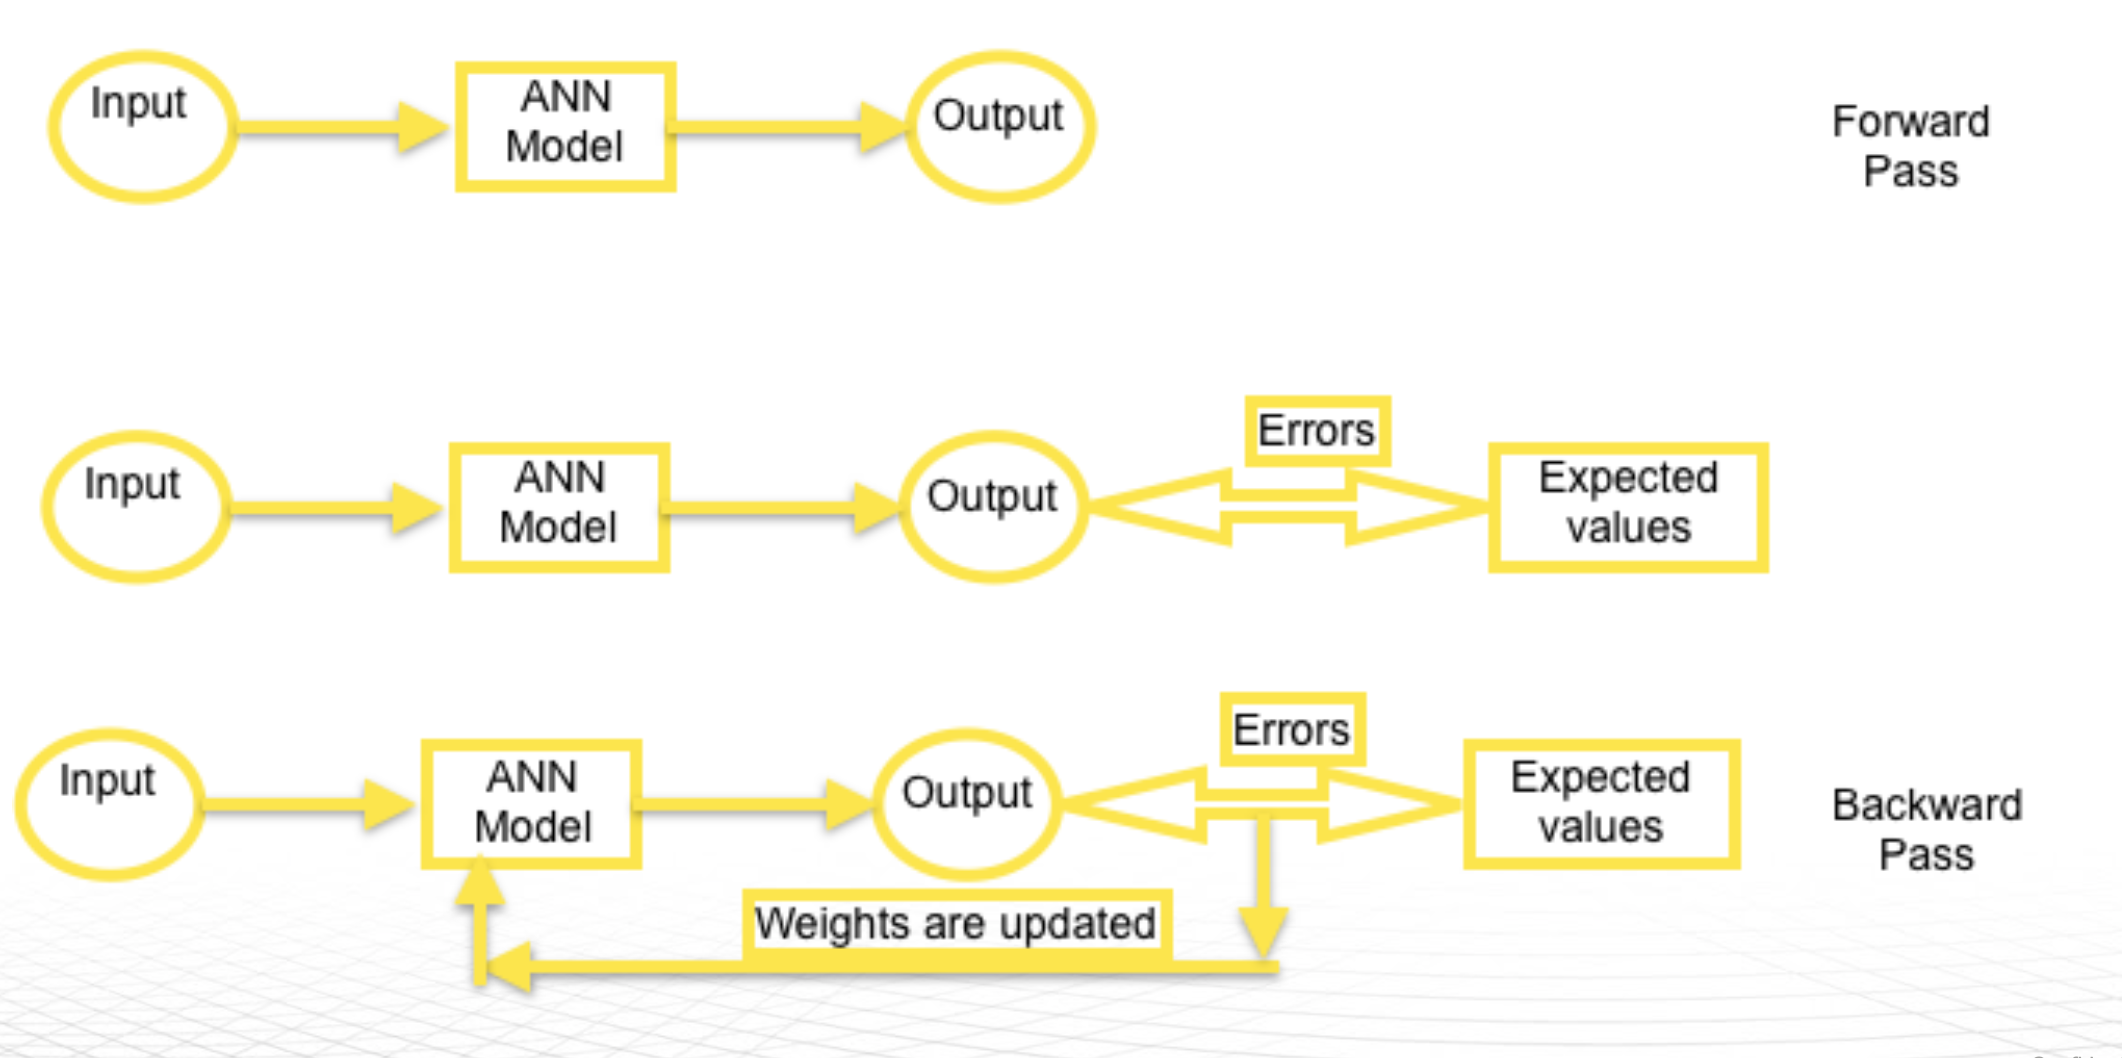 Input
ANN
Model
Output
Forward
Pass
Errors
Input
ANN
Model
Output
Expected
values
Errors
Input
ANN
Model
Output
Expected
values
Backward
Pass
Weights are updated